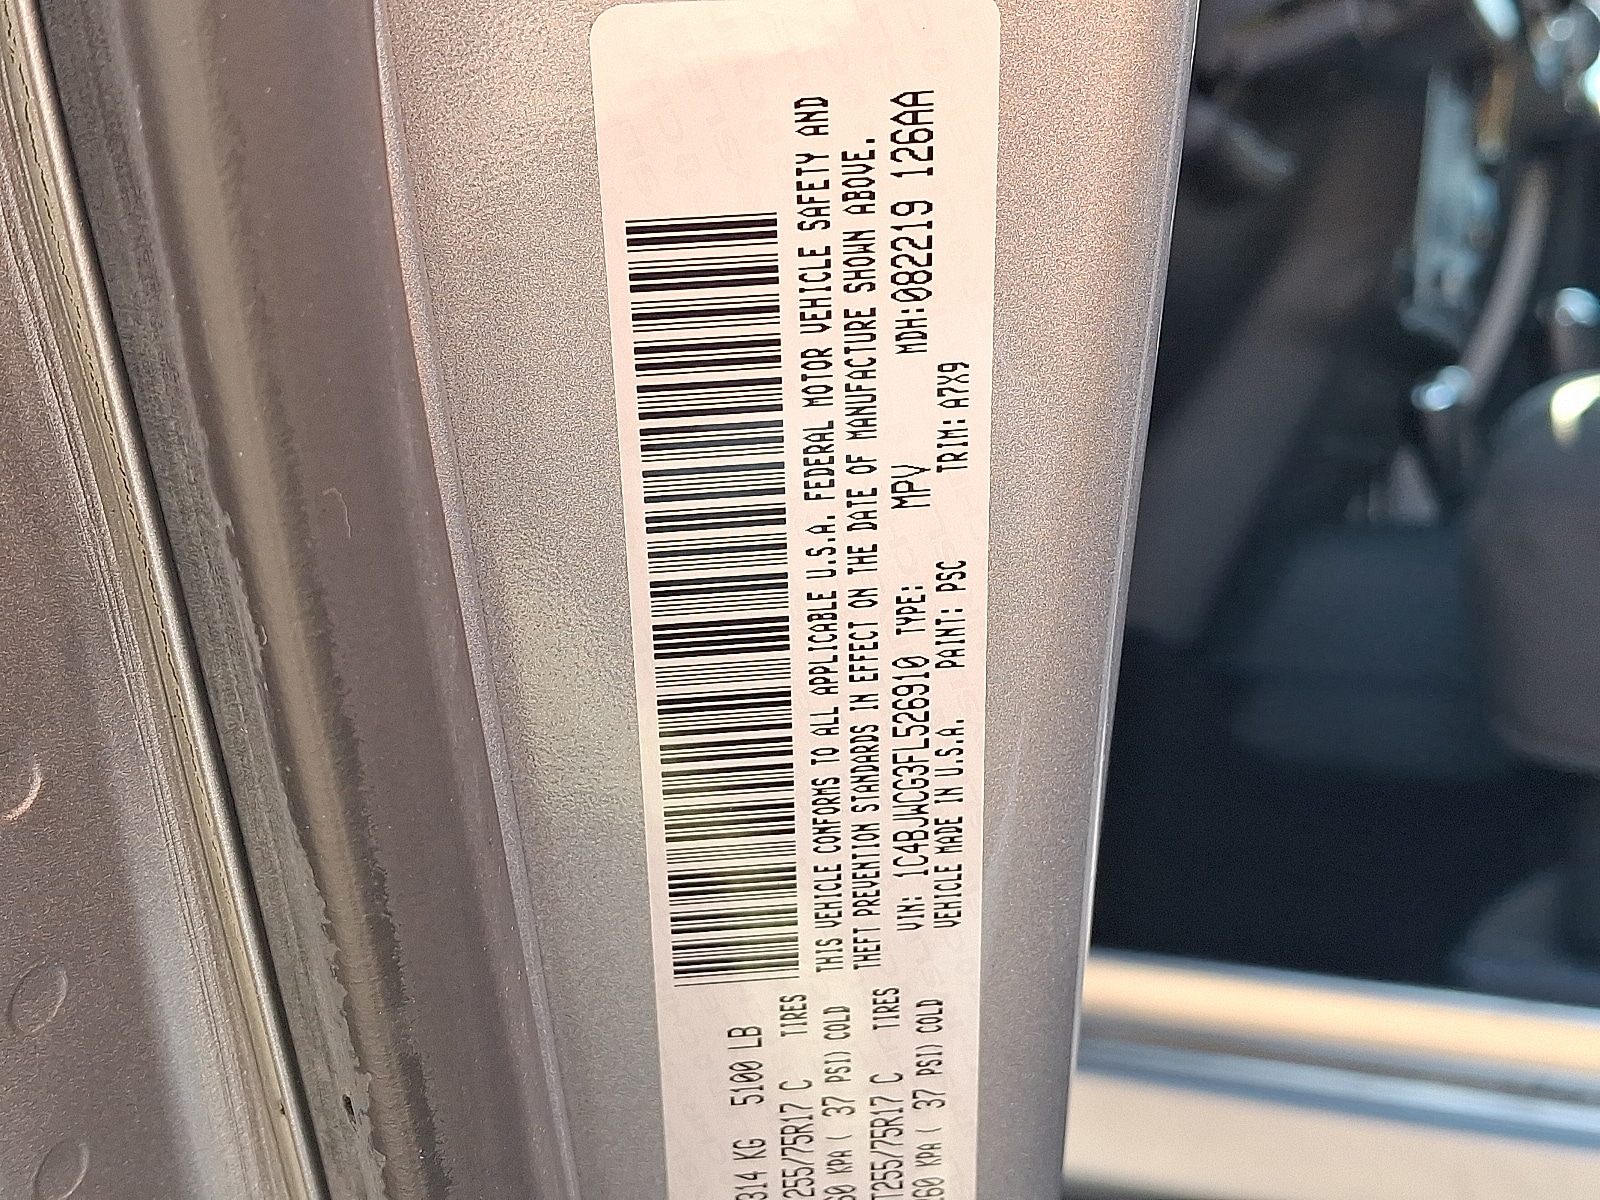 314 KG 5100 LB
255/75R17 C TIRES
60 KPA ( 37 PSI) COLD
T255/75R17 C TIRES
60 KPA ( 37 PSI) COLD
THIS VEHICLE CONFORMS TO ALL APPLICABLE U.S.A. FEDERAL MOTOR VEHICLE SAFETY AND
THEFT PREVENTION STANDARDS IN EFFECT ON THE DATE OF MANUFACTURE SHOWN ABOVE.
VIN: 1C4BJWCG3FL526910 TYPE: MPV MDH:082219 126AA
VEHICLE MADE IN U.S.A. PAINT: PSC TRIM: A7X9